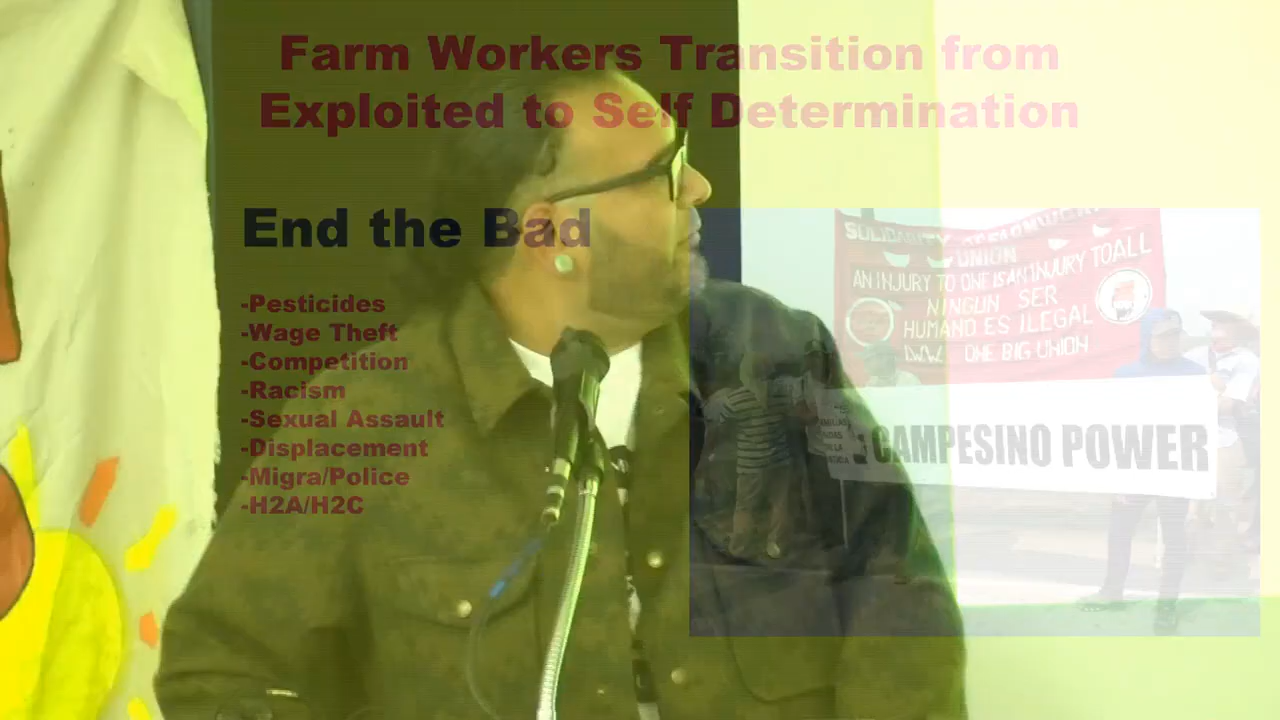 Farm Workers Transition from
Exploited to Self Determination
End the Bad
-Pesticides
-Wage Theft
-Competition
-Racism
-Sexual Assault
-Displacement
-Migra/Police
-H2A/H2C
SOLIDARITY
UNION
AN INJURY TO ONE IS AN INJURY TO ALL
NINGUN SER
HUMANO ES ILEGAL
IWW ONE BIG UNION
CAMPESINO POWER